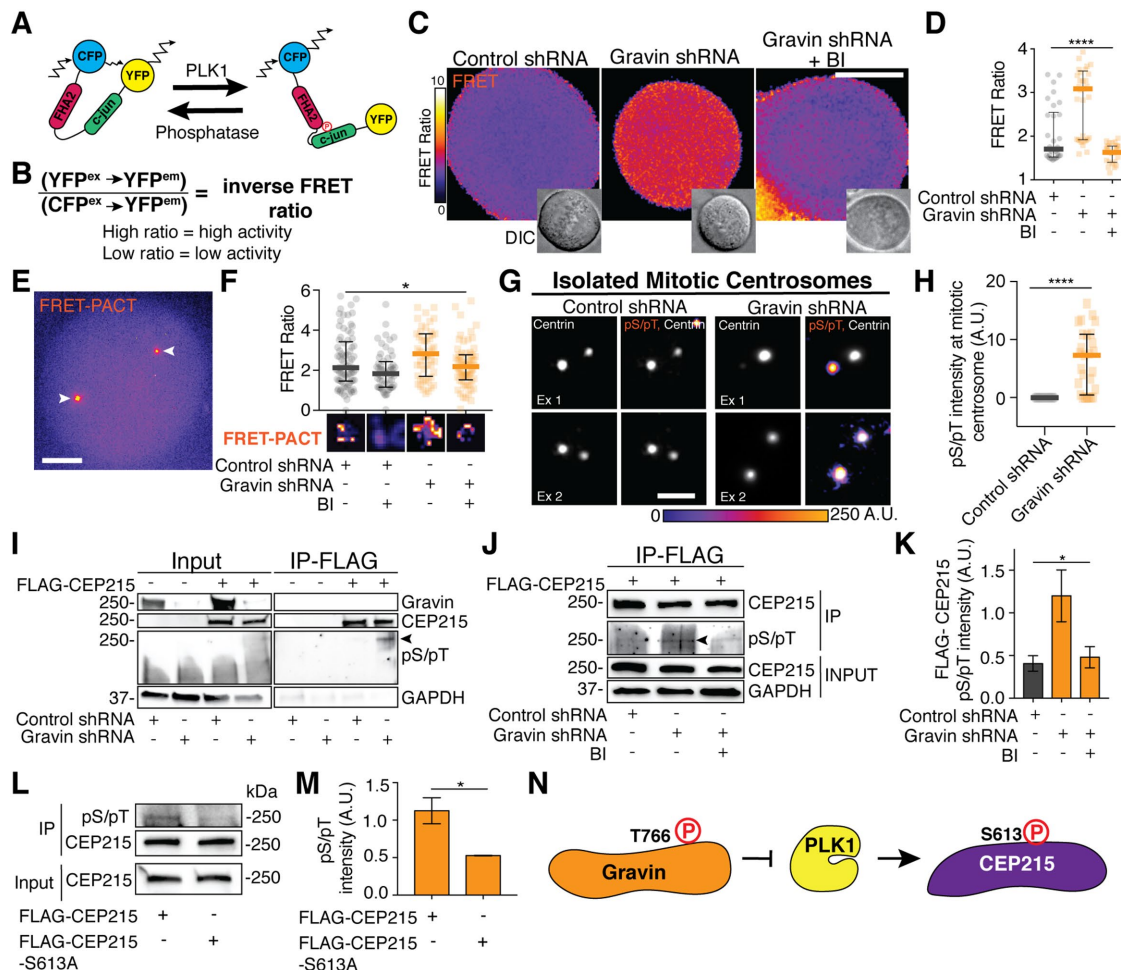 A
CFP
YFP
FHA2
c-jun
PLK1
Phosphatase
CFP
FHA2
P
c-jun
YFP
B
(YFPex →YFPem)
(CFPex →YFPem)
= inverse FRET
ratio
High ratio = high activity
Low ratio = low activity
C
Control shRNA
Gravin shRNA
Gravin shRNA
+ BI
10
FRET
FRET Ratio
0
DIC
D
****
FRET Ratio
4
3
2
1
Control shRNA + - -
Gravin shRNA - + +
BI - - +
E
FRET-PACT
F
*
FRET Ratio
6
4
2
0
FRET-PACT
Control shRNA + + - -
Gravin shRNA - - + +
BI - + - +
G
Isolated Mitotic Centrosomes
Control shRNA
Gravin shRNA
Centrin
pS/pT, Centrin
Centrin
pS/pT, Centrin
Ex 1
Ex 1
Ex 2
Ex 2
0
250 A.U.
H
****
pS/pT intensity at mitotic
centrosome (A.U.)
20
10
0
Control shRNA
Gravin shRNA
I
Input
IP-FLAG
FLAG-CEP215 - - + + - - + +
250- Gravin
250- CEP215
250-
pS/pT
37- GAPDH
Control shRNA + - + - + - + -
Gravin shRNA - + - + - + - +
J
IP-FLAG
FLAG-CEP215 + + +
250- CEP215
IP
250- pS/pT
250- CEP215
INPUT
37- GAPDH
Control shRNA + - -
Gravin shRNA - + +
BI - - +
K
*
FLAG- CEP215
pS/pT intensity (A.U.)
1.5
1.0
0.5
0.0
Control shRNA + - -
Gravin shRNA - + +
BI - - +
L
kDa
IP
pS/pT -250
CEP215 -250
Input CEP215 -250
FLAG-CEP215 + -
FLAG-CEP215 - +
-S613A
M
*
pS/pT
intensity (A.U.)
1.5
1.0
0.5
0.0
FLAG-CEP215 + -
FLAG-CEP215 - +
-S613A
N
T766 P
Gravin
PLK1
S613 P
CEP215